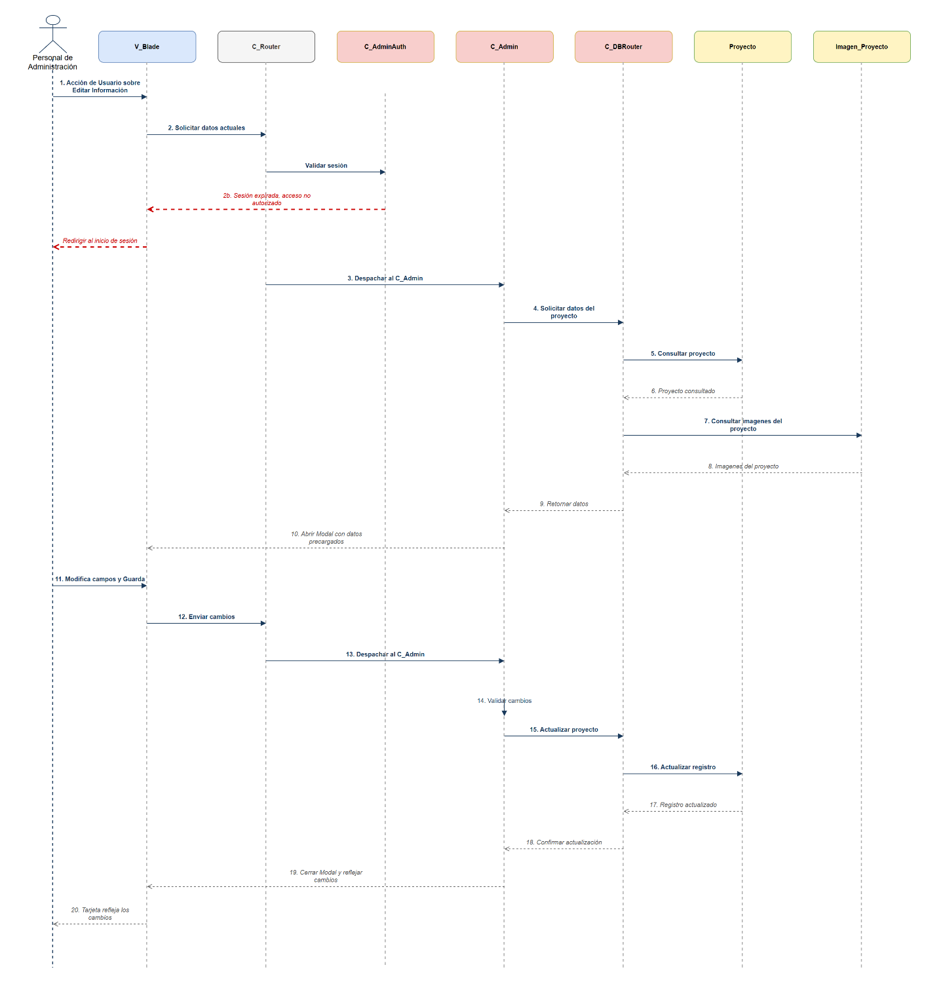 Personal de
Administración
V_Blade
C_Router
C_AdminAuth
C_Admin
C_DBRouter
Proyecto
Imagen_Proyecto
1. Acción de Usuario sobre
Editar Información
2. Solicitar datos actuales
Validar sesión
2b. Sesión expirada. acceso no
autorizado
Redirigir al inicio de sesión
3. Despachar al C_Admin
4. Solicitar datos del
proyecto
5. Consultar proyecto
6. Proyecto consultado
7. Consultar imagenes del
proyecto
8. Imagenes del proyecto
9. Retornar datos
10. Abrir Modal con datos
precargados
11. Modifica campos y Guarda
12. Enviar cambios
13. Despachar al C_Admin
14. Validar cambios
15. Actualizar proyecto
16. Actualizar registro
17. Registro actualizado
18. Confirmar actualización
19. Cerrar Modal y reflejar
cambios
20. Tarjeta refleja los
cambios